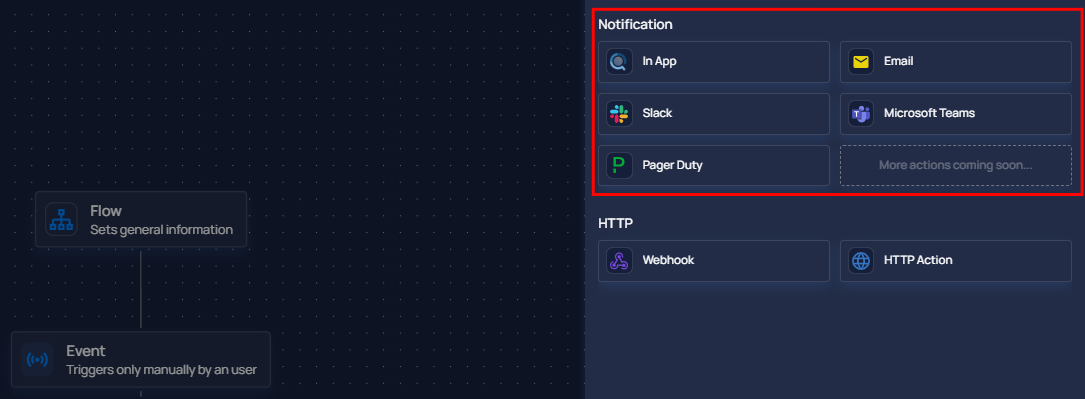 Notification
In App
Email
Slack
Microsoft Teams
Pager Duty
More actions coming soon...
Flow
Sets general information
HTTP
Webhook
HTTP Action
Event
Triggers only manually by an user